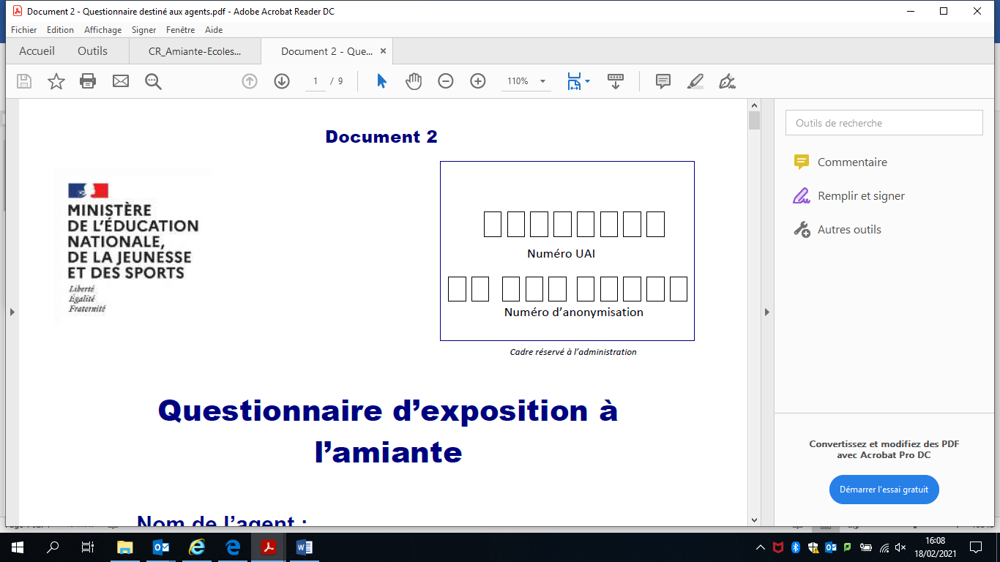 Document 2 - Questionnaire destiné aux agents.pdf - Adobe Acrobat Reader DC
Fichier Edition Affichage Signer Fenêtre Aide
Accueil Outils CR_Amiante-Ecoles... Document 2 - Que... ×
1 / 9 110%
Document 2
Outils de recherche
Commentaire
Remplir et signer
Autres outils
MINISTÈRE
DE L'ÉDUCATION
NATIONALE,
DE LA JEUNESSE
ET DES SPORTS
Liberté
Égalité
Fraternité
Numéro UAI
Numéro d'anonymisation
Cadre réservé à l'administration
Questionnaire d'exposition à
l'amiante
Nom de l'agent :
Convertissez et modifiez des PDF
avec Acrobat Pro DC
Démarrer l'essai gratuit
16:08
18/02/2021